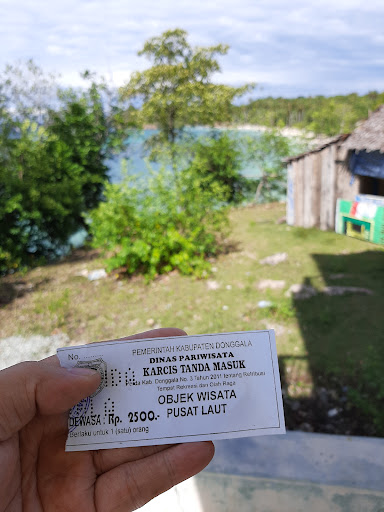 No.
PEMERINTAH KABUPATEN DONGGALA
DINAS PARIWISATA
KARCIS TANDA MASUK
Kab. Donggala No. 3 Tahun 2011 tentang Retribusi
Tempat Rekreasi dan Olah Raga
OBJEK WISATA
DEWASA : Rp. 2500.- PUSAT LAUT
Berlaku untuk 1 (satu) orang